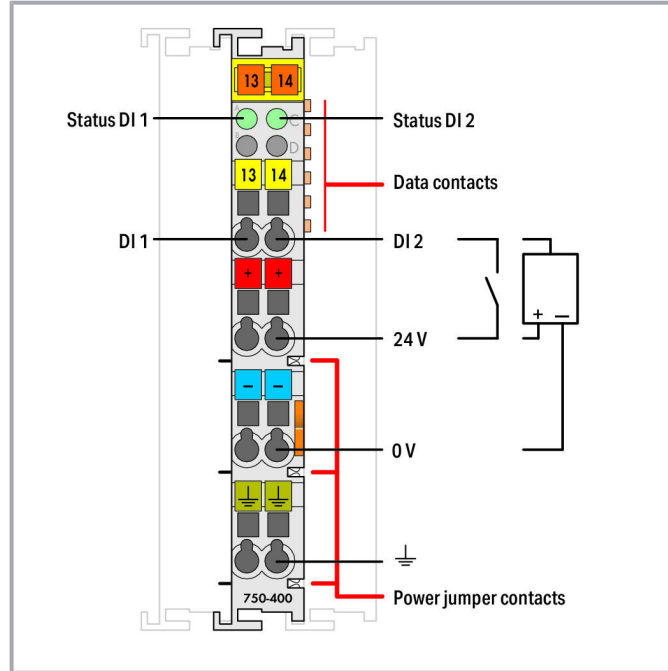 13 14
A C
Status DI 1
Status DI 2
B D
13 14
Data contacts
DI 1
DI 2
+ +
+ −
24 V
− −
0 V
750-400
Power jumper contacts